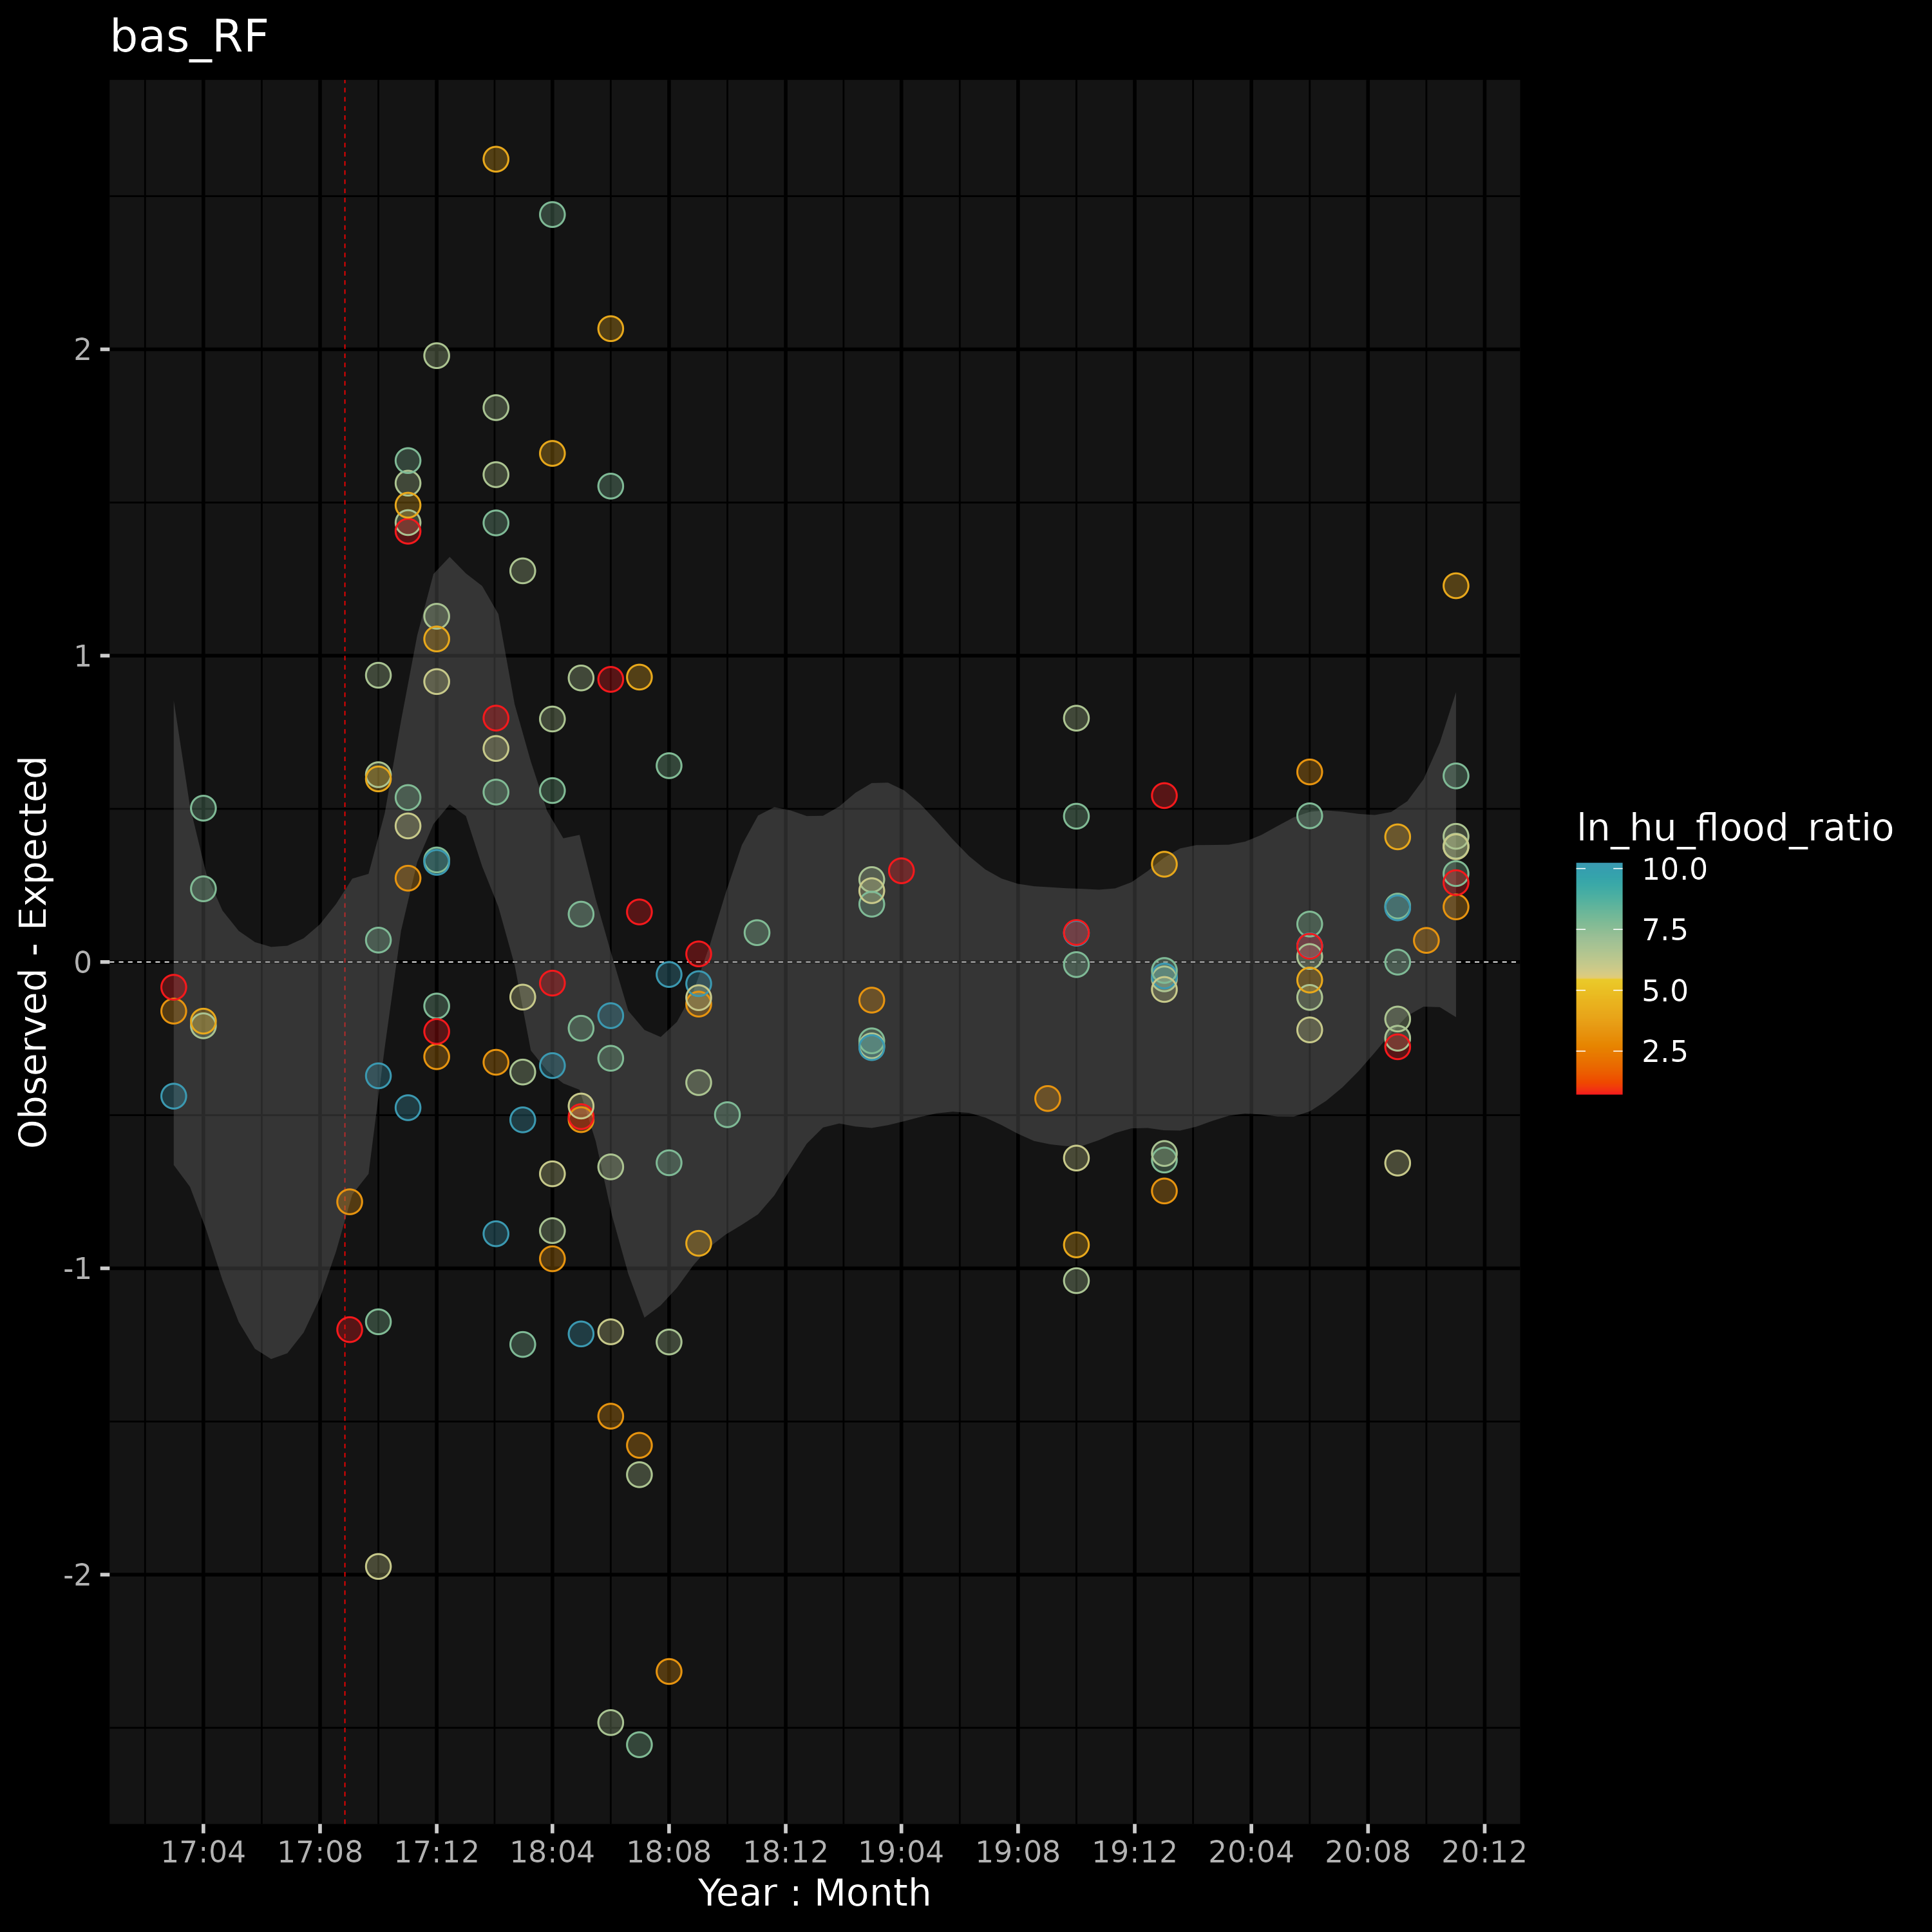 bas_RF
Observed - Expected
2
1
0
-1
-2
17:04 17:08 17:12 18:04 18:08 18:12 19:04 19:08 19:12 20:04 20:08 20:12
Year : Month
ln_hu_flood_ratio
10.0
7.5
5.0
2.5